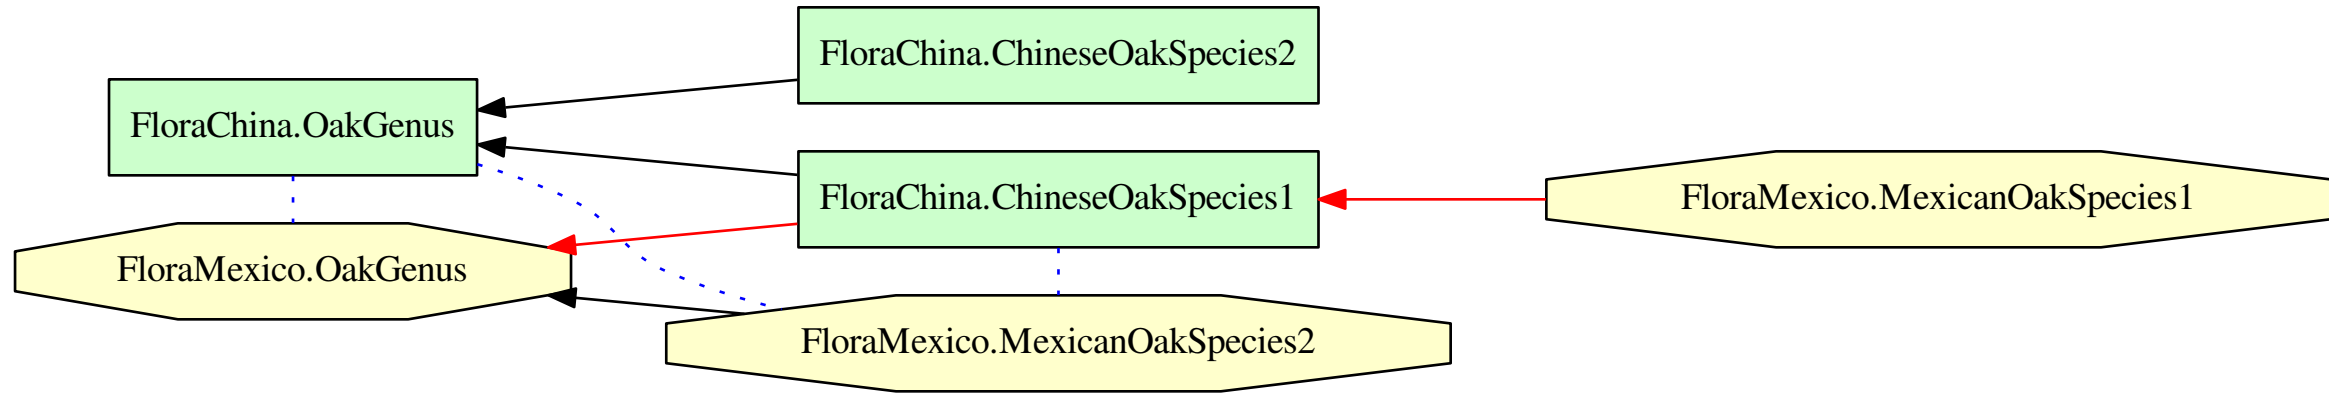 FloraChina.ChineseOakSpecies2
FloraChina.OakGenus
FloraChina.ChineseOakSpecies1
FloraMexico.MexicanOakSpecies1
FloraMexico.OakGenus
FloraMexico.MexicanOakSpecies2